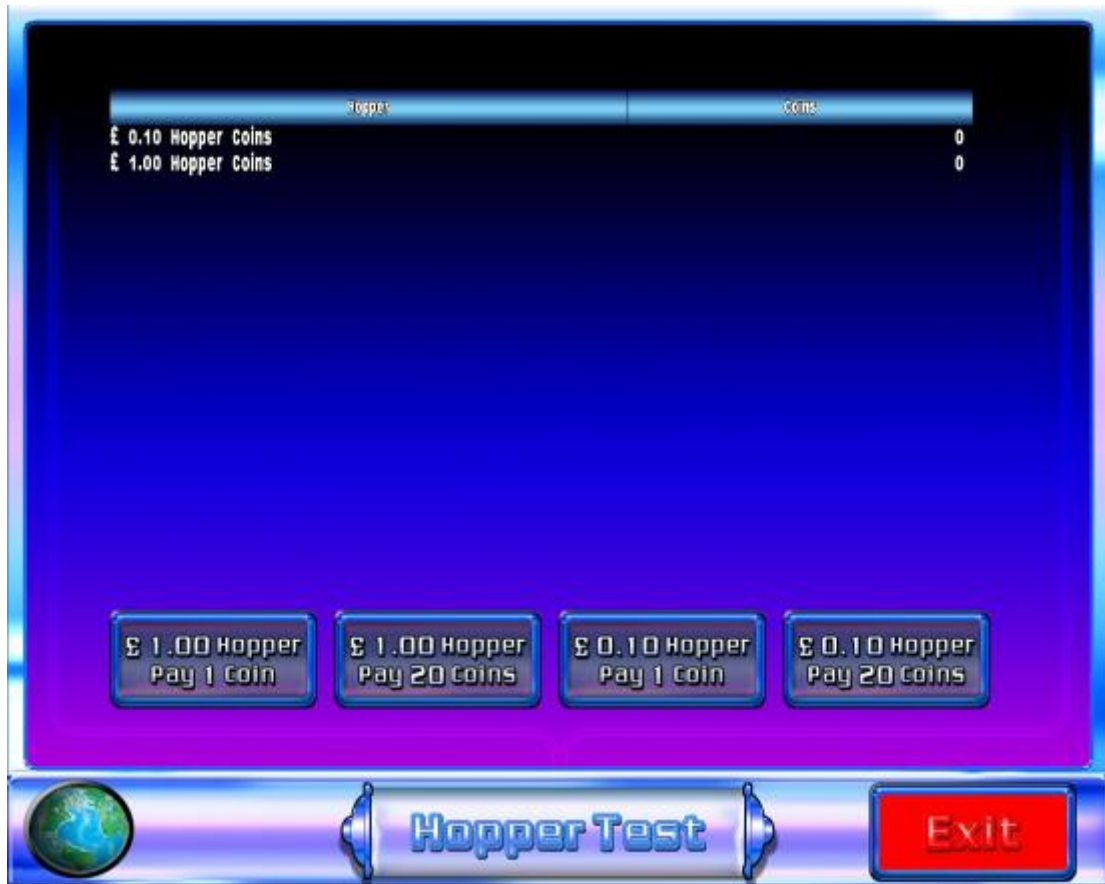 Hopper Coins
£ 0.10 Hopper Coins 0
£ 1.00 Hopper Coins 0
£ 1.00 Hopper
Pay 1 Coin
£ 1.00 Hopper
Pay 20 Coins
£ 0.10 Hopper
Pay 1 Coin
£ 0.10 Hopper
Pay 20 Coins
Hopper Test
Exit